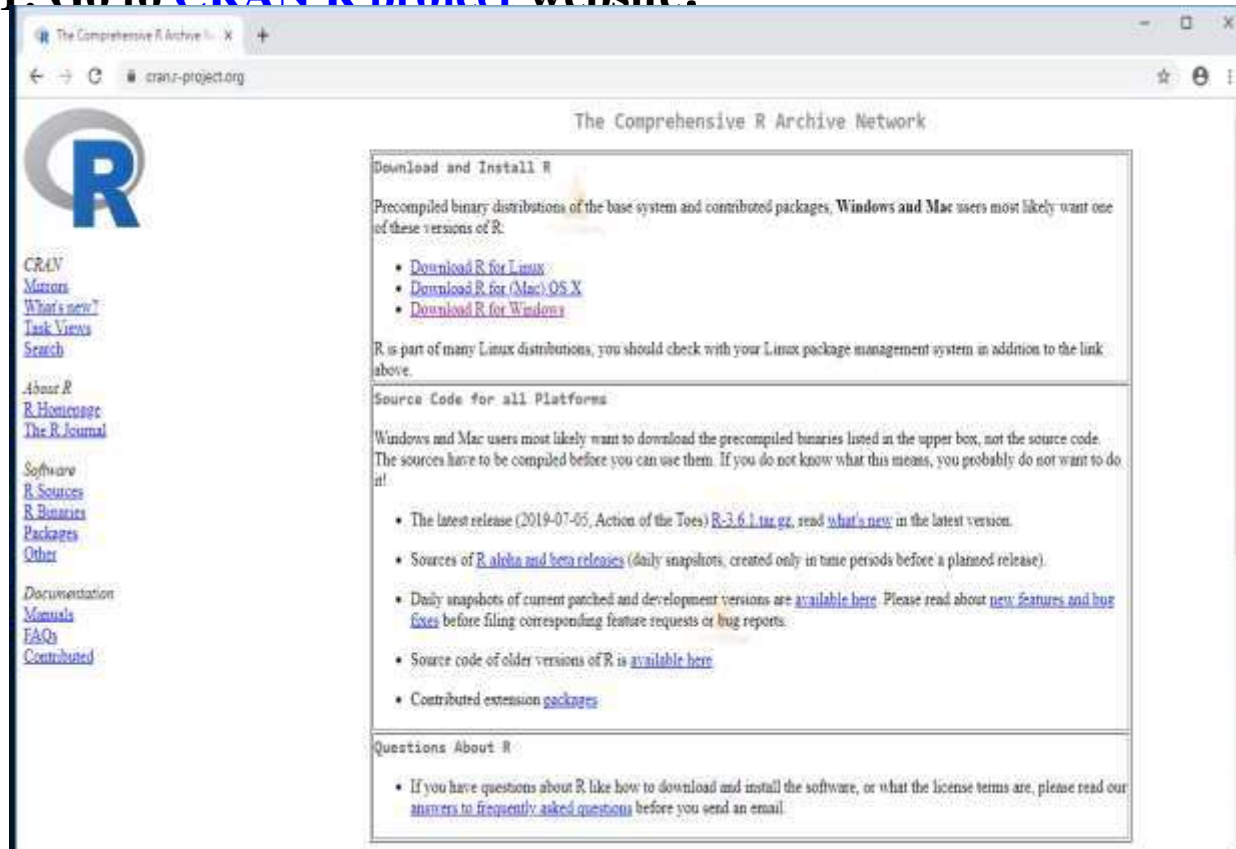 1. Go to CRAN R project website.
The Comprehensive R Archive N
cran.r-project.org
R
CRAN
Mirrors
What's new?
Task Views
Search
About R
R Homepage
The R Journal
Software
R Sources
R Binaries
Packages
Other
Documentation
Manuals
FAQs
Contributed
The Comprehensive R Archive Network
Download and Install R
Precompiled binary distributions of the base system and contributed packages, Windows and Mac users most likely want one
of these versions of R:
• Download R for Linux
• Download R for (Mac) OS X
• Download R for Windows
R is part of many Linux distributions, you should check with your Linux package management system in addition to the link
above.
Source Code for all Platforms
Windows and Mac users most likely want to download the precompiled binaries listed in the upper box, not the source code.
The sources have to be compiled before you can use them. If you do not know what this means, you probably do not want to do
it!
• The latest release (2019-07-05, Action of the Toes) R-3.6.1.tar.gz, read what's new in the latest version.
• Sources of R alpha and beta releases (daily snapshots, created only in time periods before a planned release).
• Daily snapshots of current patched and development versions are available here. Please read about new features and bug
fixes before filing corresponding feature requests or bug reports.
• Source code of older versions of R is available here.
• Contributed extension packages
Questions About R
• If you have questions about R like how to download and install the software, or what the license terms are, please read our
answers to frequently asked questions before you send an email.